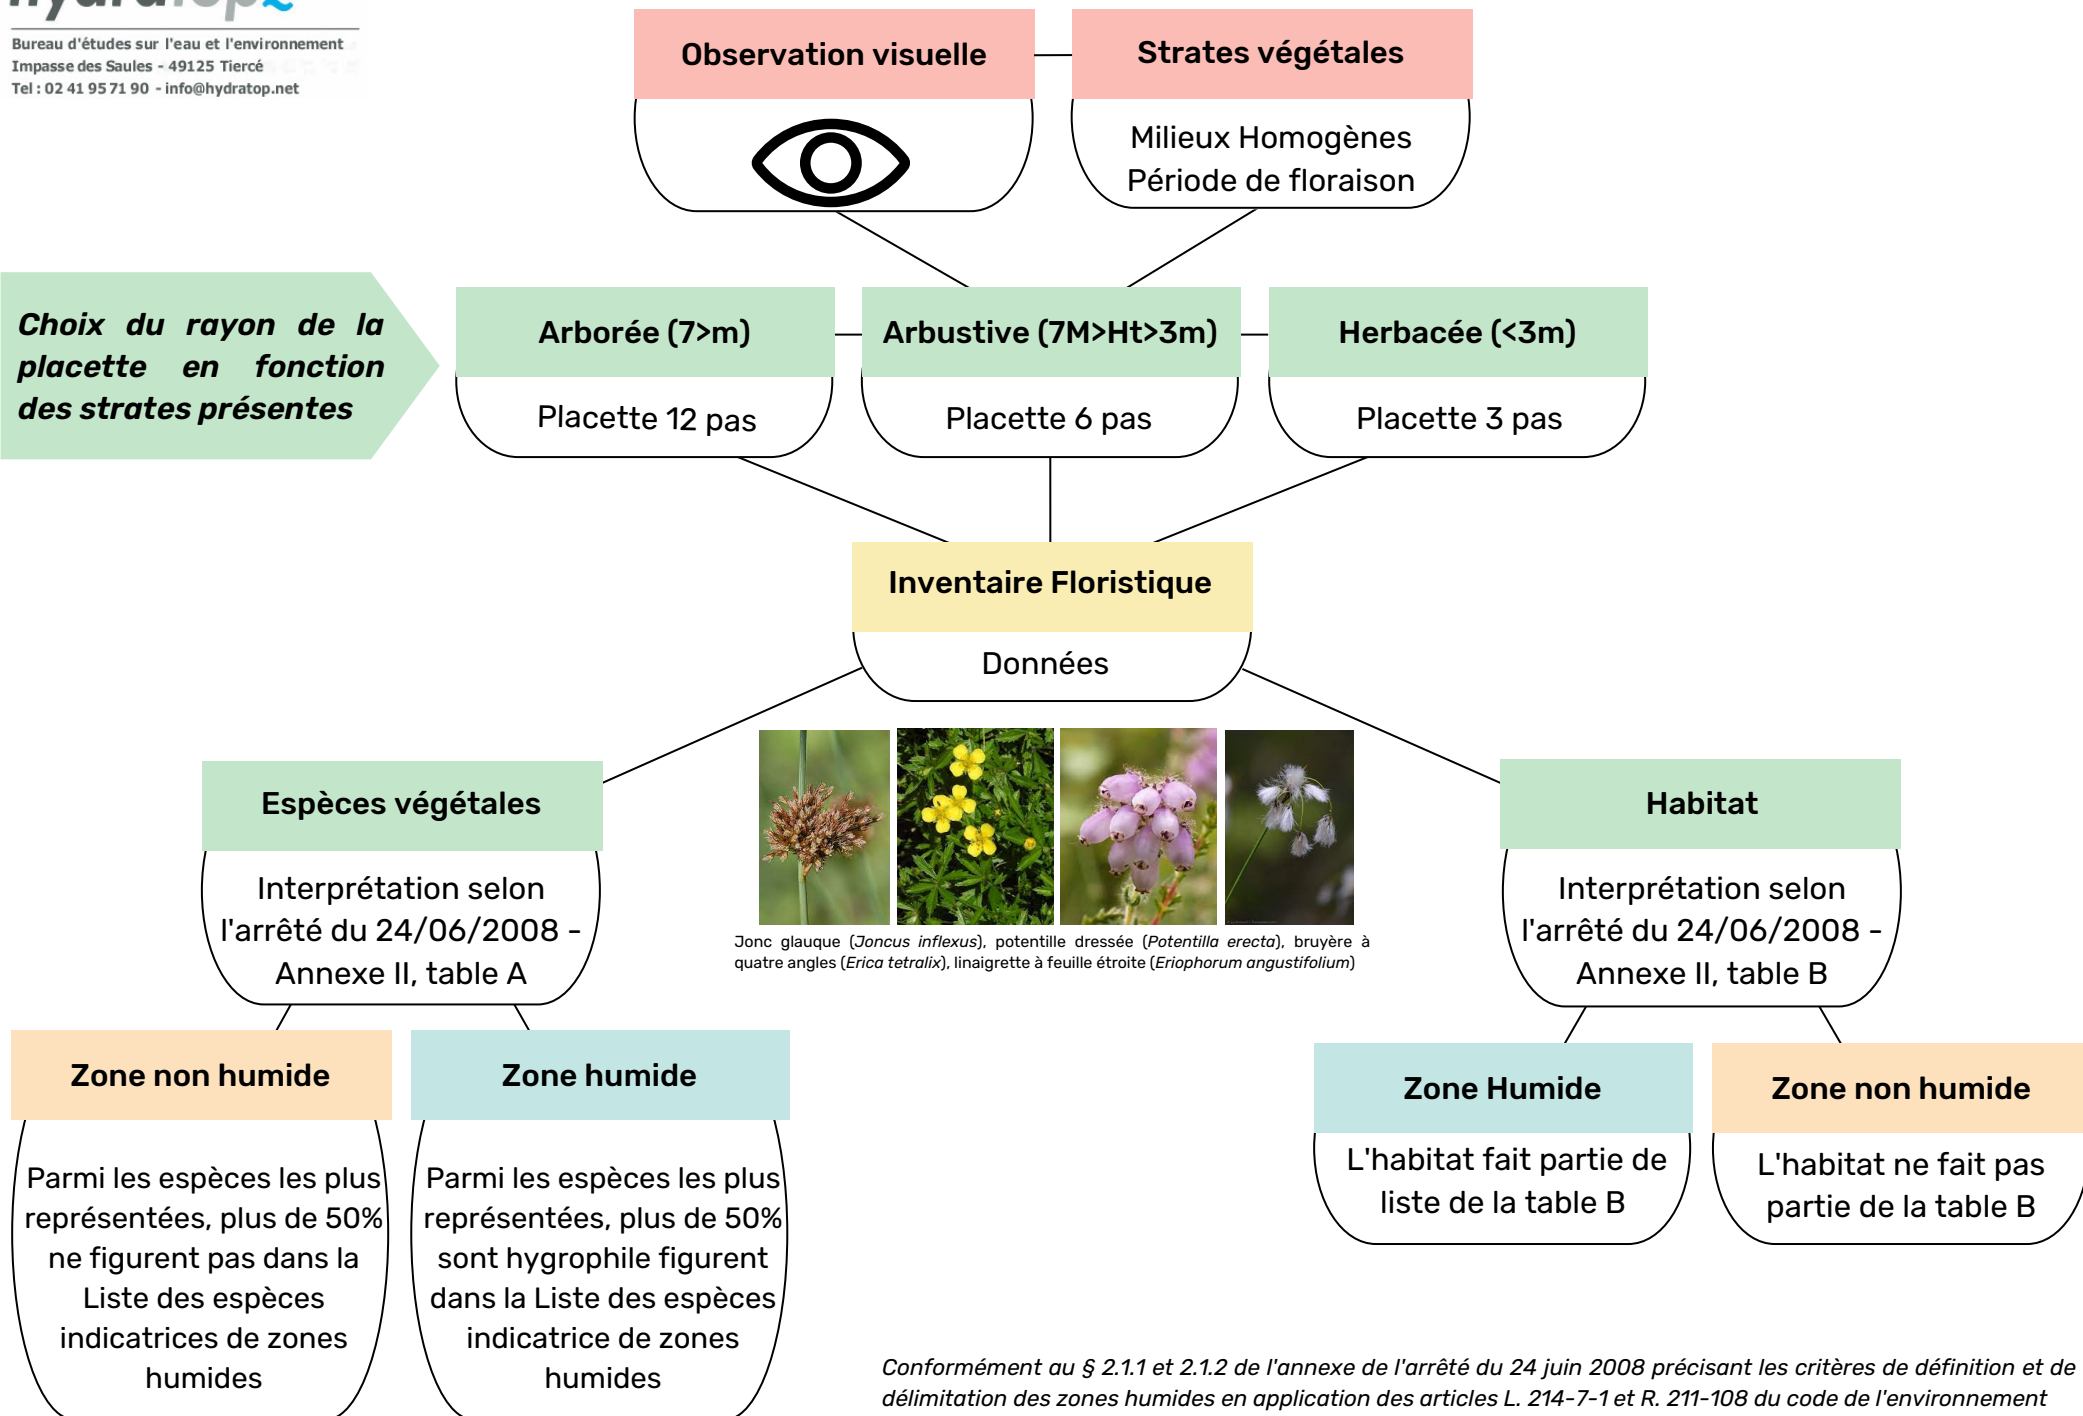 hydratop
Bureau d'études sur l'eau et l'environnement
Impasse des Saules - 49125 Tiercé
Tel : 02 41 95 71 90 - info@hydratop.net
Observation visuelle
Strates végétales
Milieux Homogènes
Période de floraison
Choix du rayon de la
placette en fonction
des strates présentes
Arborée (7>m)
Placette 12 pas
Arbustive (7M>Ht>3m)
Placette 6 pas
Herbacée (<3m)
Placette 3 pas
Inventaire Floristique
Données
Espèces végétales
Interprétation selon
l'arrêté du 24/06/2008 -
Annexe II, table A
Jonc glauque (Joncus inflexus), potentille dressée (Potentilla erecta), bruyère à
quatre angles (Erica tetralix), linaigrette à feuille étroite (Eriophorum angustifolium)
Habitat
Interprétation selon
l'arrêté du 24/06/2008 -
Annexe II, table B
Zone non humide
Parmi les espèces les plus
représentées, plus de 50%
ne figurent pas dans la
Liste des espèces
indicatrices de zones
humides
Zone humide
Parmi les espèces les plus
représentées, plus de 50%
sont hygrophile figurent
dans la Liste des espèces
indicatrice de zones
humides
Zone Humide
L'habitat fait partie de
liste de la table B
Zone non humide
L'habitat ne fait pas
partie de la table B
Conformément au § 2.1.1 et 2.1.2 de l'annexe de l'arrêté du 24 juin 2008 précisant les critères de définition et de
délimitation des zones humides en application des articles L. 214-7-1 et R. 211-108 du code de l'environnement